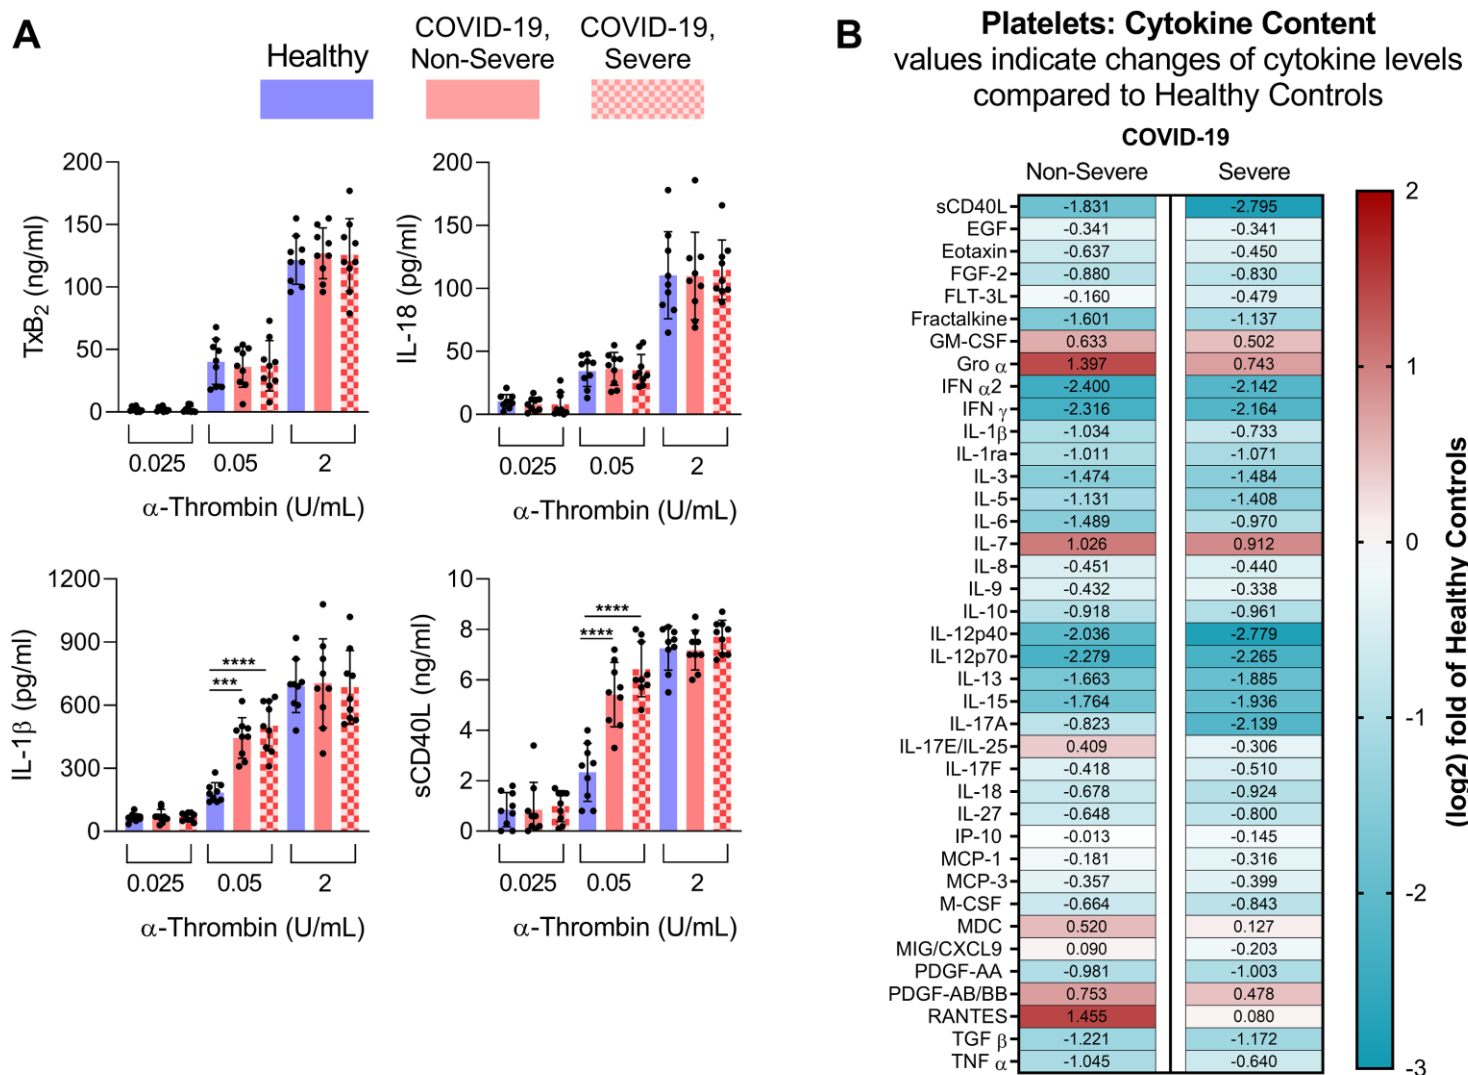 A
Healthy
COVID-19,
Non-Severe
COVID-19,
Severe
TxB2 (ng/ml)
200
150
100
50
0
0.025
0.05
2
α-Thrombin (U/mL)
IL-18 (pg/ml)
200
150
100
50
0
0.025
0.05
2
α-Thrombin (U/mL)
IL-1β (pg/ml)
1200
900
600
300
0
****
***
0.025
0.05
2
α-Thrombin (U/mL)
sCD40L (ng/ml)
10
8
6
4
2
0
****
****
0.025
0.05
2
α-Thrombin (U/mL)
B
Platelets: Cytokine Content
values indicate changes of cytokine levels
compared to Healthy Controls
COVID-19
Non-Severe Severe
sCD40L -1.831 -2.795
EGF -0.341 -0.341
Eotaxin -0.637 -0.450
FGF-2 -0.880 -0.830
FLT-3L -0.160 -0.479
Fractalkine -1.601 -1.137
GM-CSF 0.633 0.502
Gro α 1.397 0.743
IFN α2 -2.400 -2.142
IFN γ -2.316 -2.164
IL-1β -1.034 -0.733
IL-1ra -1.011 -1.071
IL-3 -1.474 -1.484
IL-5 -1.131 -1.408
IL-6 -1.489 -0.970
IL-7 1.026 0.912
IL-8 -0.451 -0.440
IL-9 -0.432 -0.338
IL-10 -0.918 -0.961
IL-12p40 -2.036 -2.779
IL-12p70 -2.279 -2.265
IL-13 -1.663 -1.885
IL-15 -1.764 -1.936
IL-17A -0.823 -2.139
IL-17E/IL-25 0.409 -0.306
IL-17F -0.418 -0.510
IL-18 -0.678 -0.924
IL-27 -0.648 -0.800
IP-10 -0.013 -0.145
MCP-1 -0.181 -0.316
MCP-3 -0.357 -0.399
M-CSF -0.664 -0.843
MDC 0.520 0.127
MIG/CXCL9 0.090 -0.203
PDGF-AA -0.981 -1.003
PDGF-AB/BB 0.753 0.478
RANTES 1.455 0.080
TGF β -1.221 -1.172
TNF α -1.045 -0.640
2
1
0
-1
-2
-3
(log2) fold of Healthy Controls